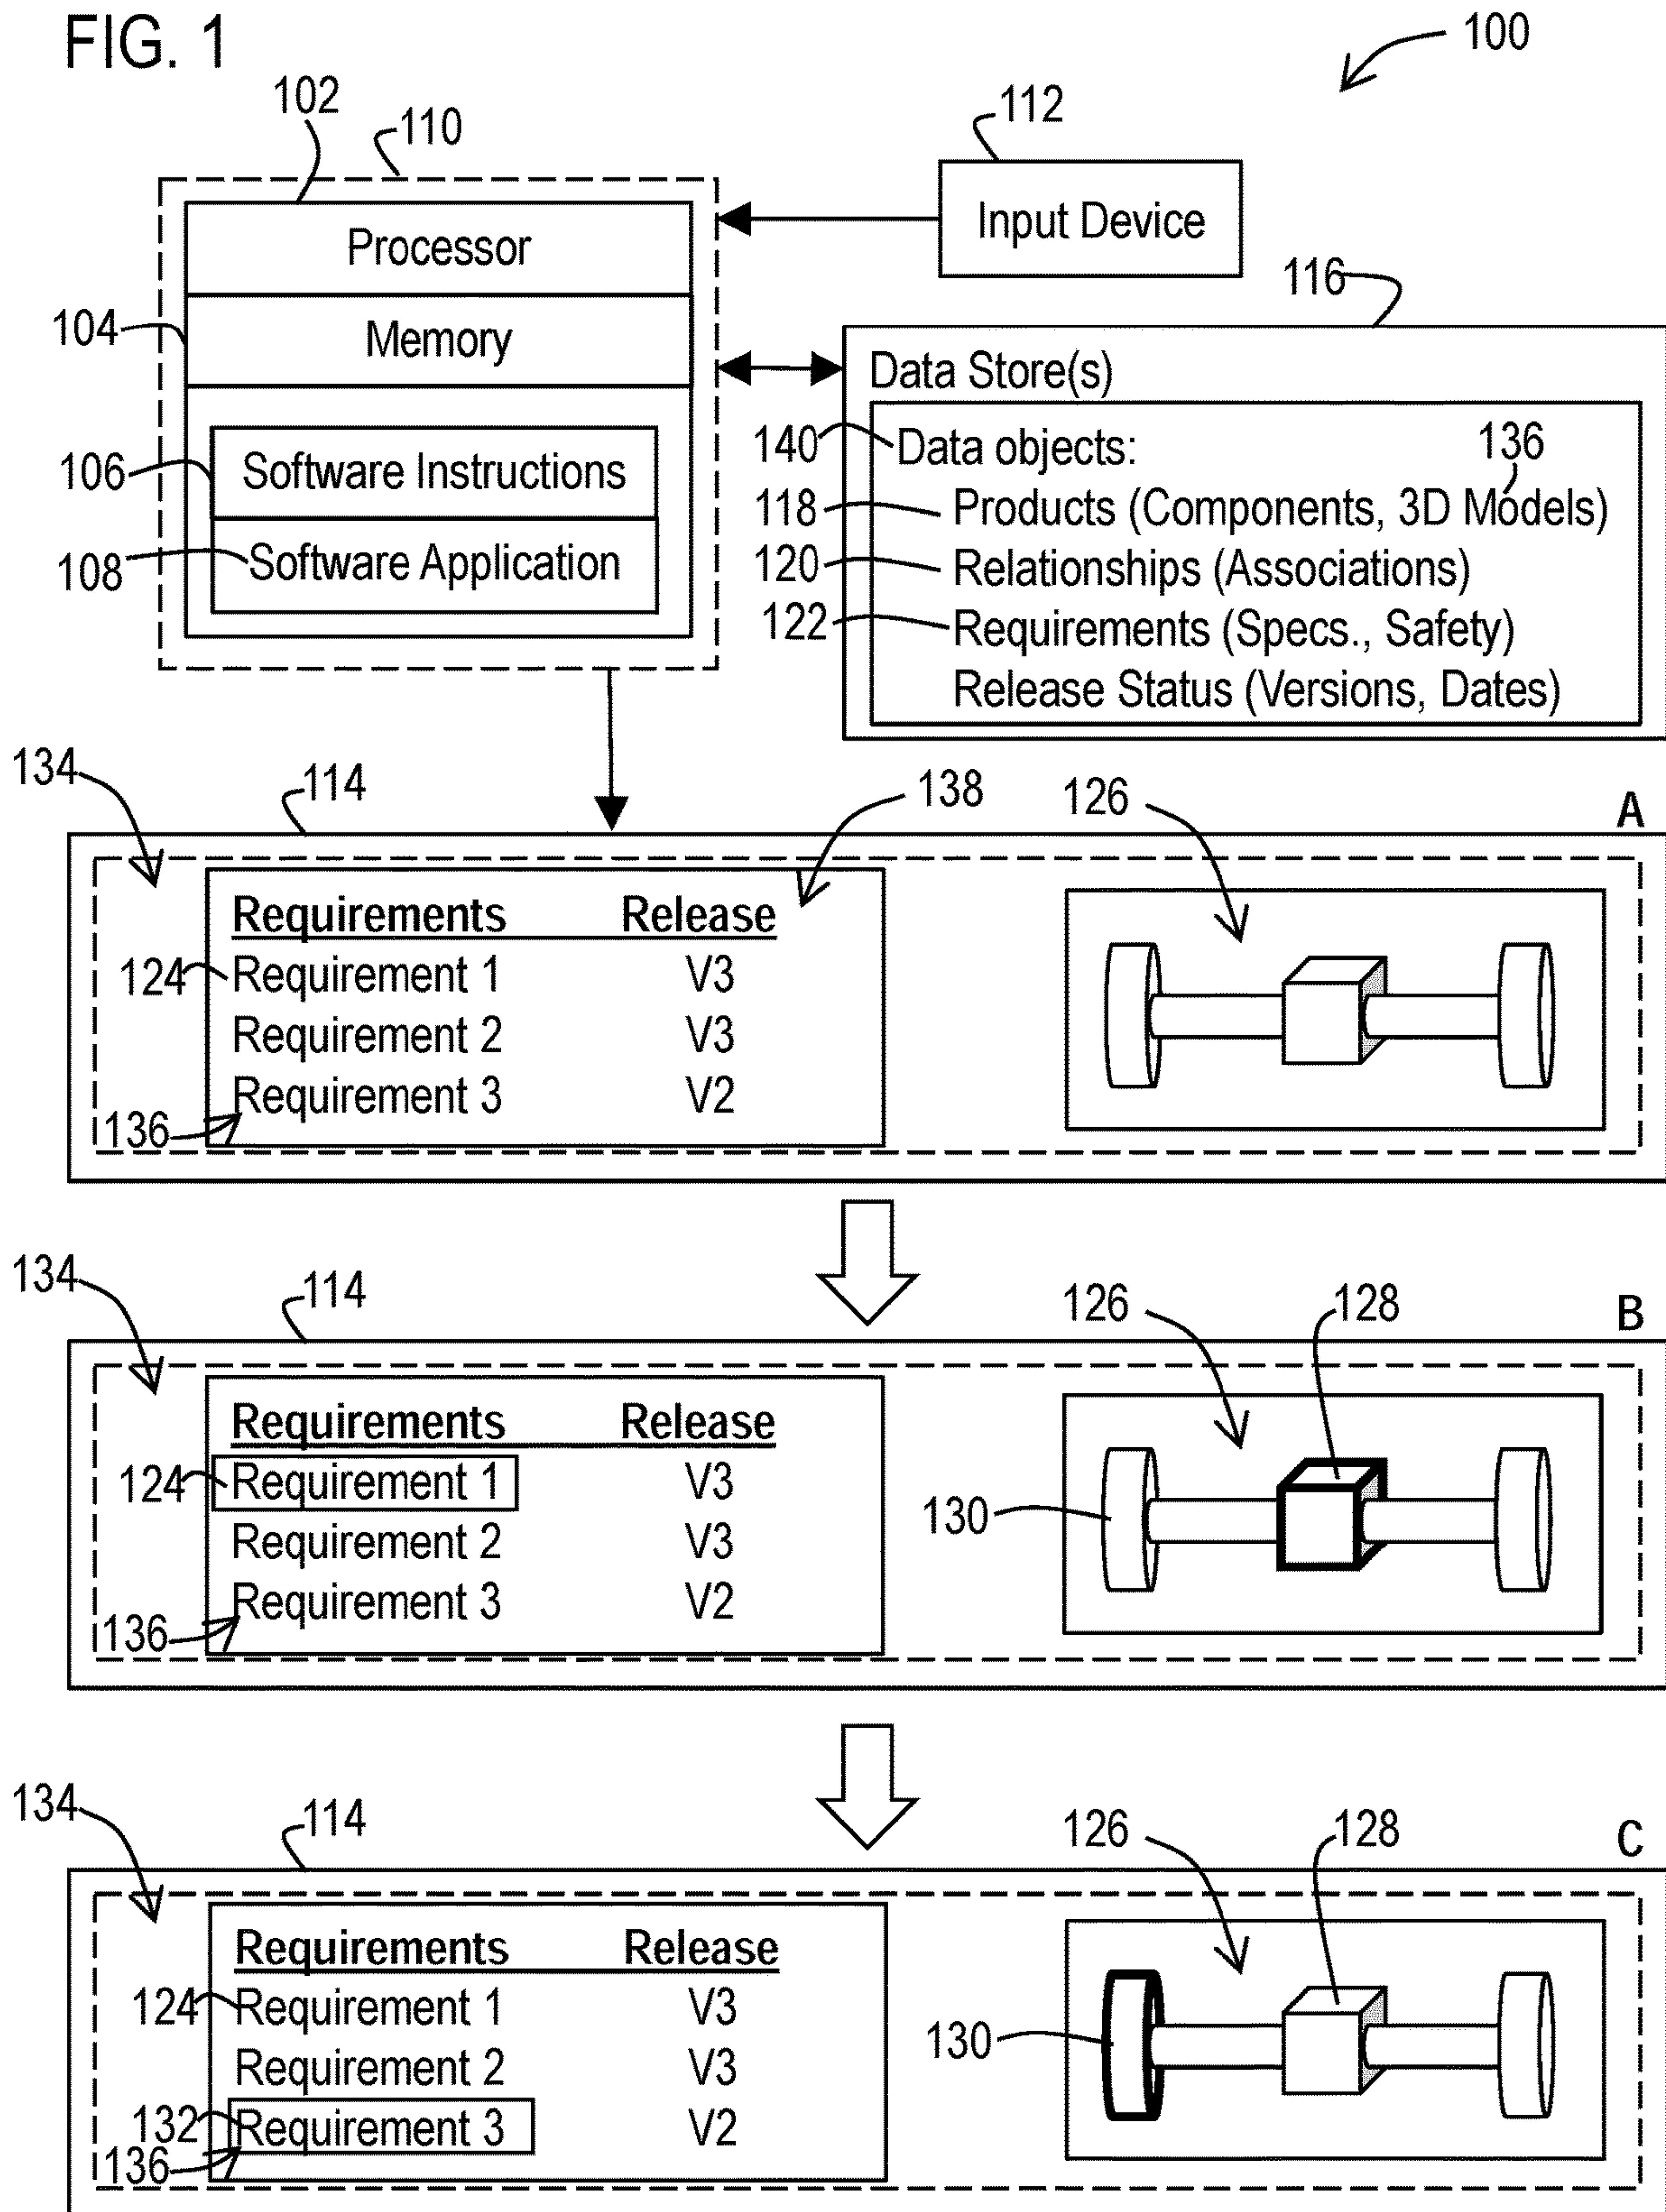 FIG. 1
100
102
110
112
Processor
Input Device
116
104
Memory
Data Store(s)
140
Data objects:
136
106
Software Instructions
118
Products (Components, 3D Models)
108
Software Application
120
Relationships (Associations)
122
Requirements (Specs., Safety)
Release Status (Versions, Dates)
134
114
138
126
A
Requirements Release
124
Requirement 1 V3
Requirement 2 V3
Requirement 3 V2
136
134
114
126
128
B
Requirements Release
124
Requirement 1 V3
130
Requirement 2 V3
Requirement 3 V2
136
134
114
126
128
C
Requirements Release
124
Requirement 1 V3
130
Requirement 2 V3
132
Requirement 3 V2
136